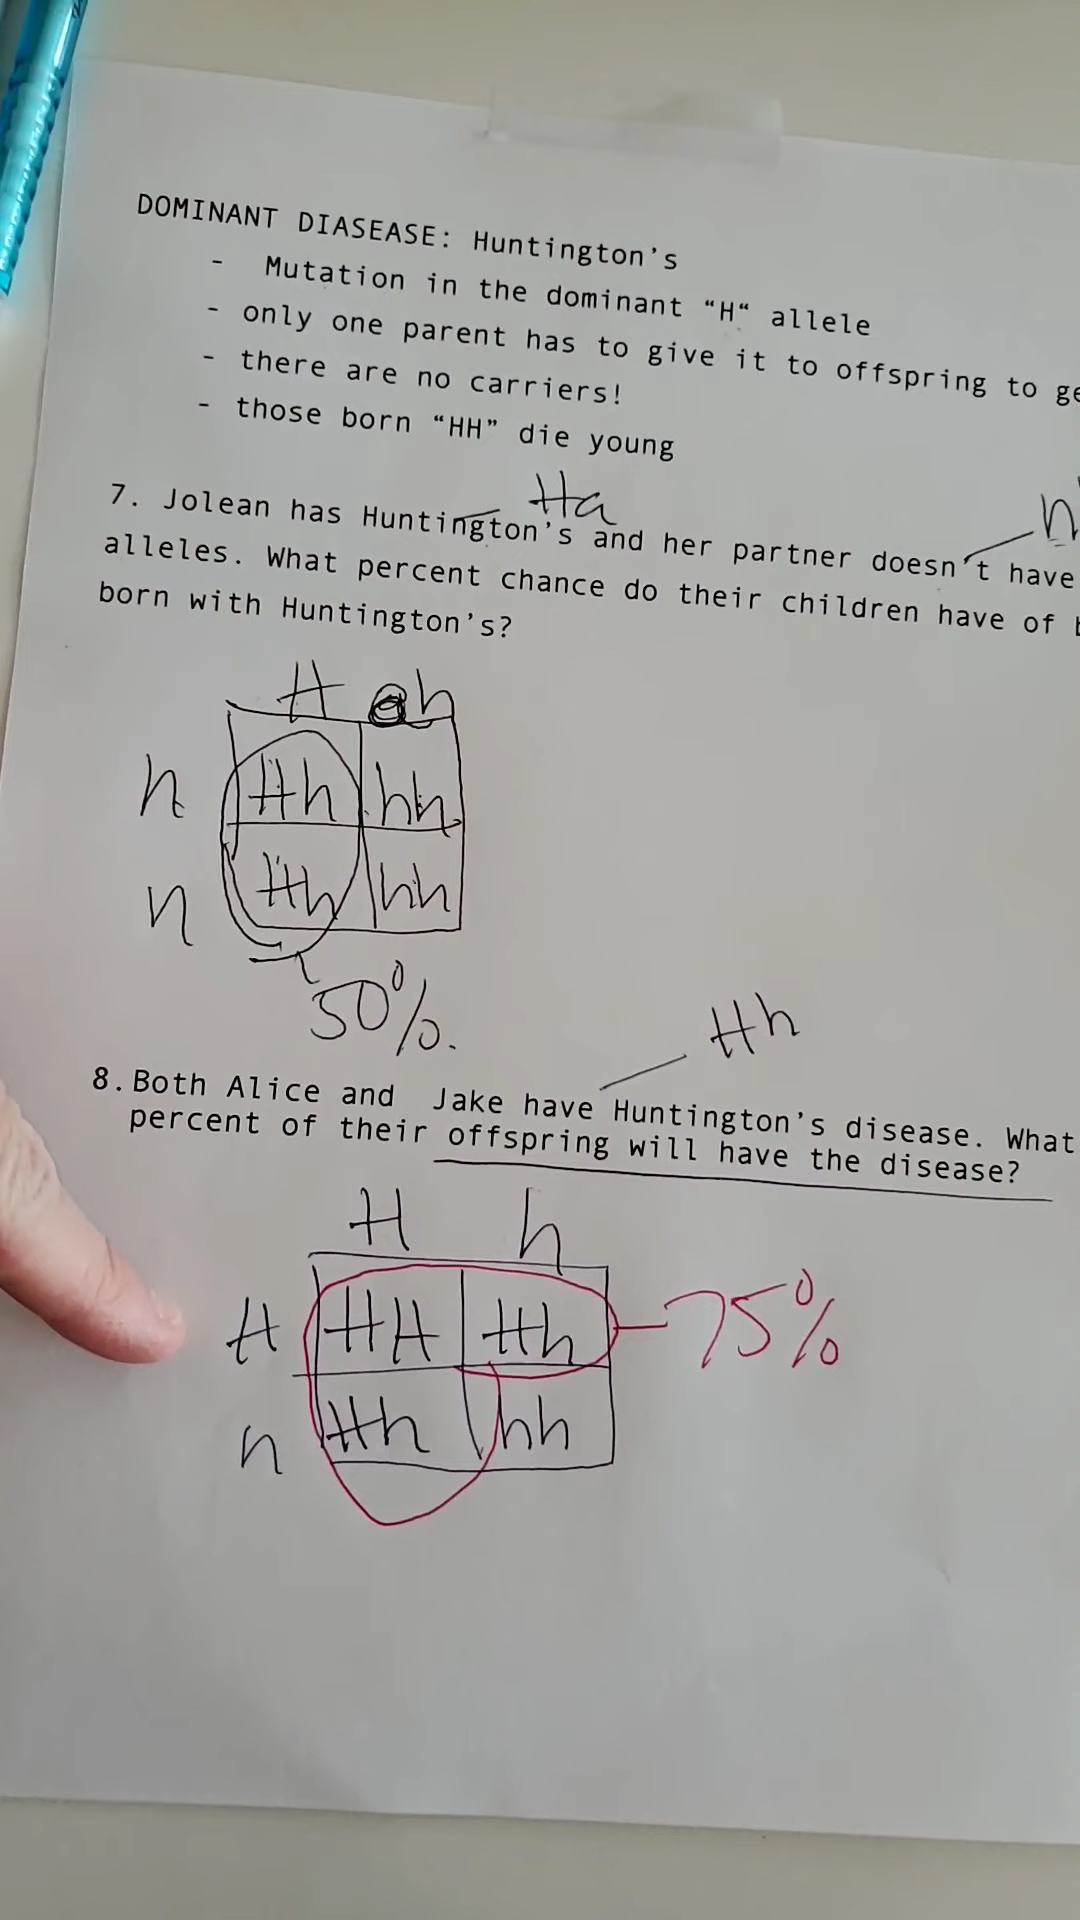 DOMINANT DIASEASE: Huntington's
- Mutation in the dominant “H“ allele
- only one parent has to give it to offspring to
- there are no carriers!
- those born “HH” die young
Ha
7. Jolean has Huntington's and her partner doesn't have
alleles. What percent chance do their children have of
born with Huntington's?
H h
h Hh hh
h Hh hh
50%.
Hh
8. Both Alice and Jake have Huntington's disease. What
percent of their offspring will have the disease?
H h
H HH Hh 75%
h Hh hh